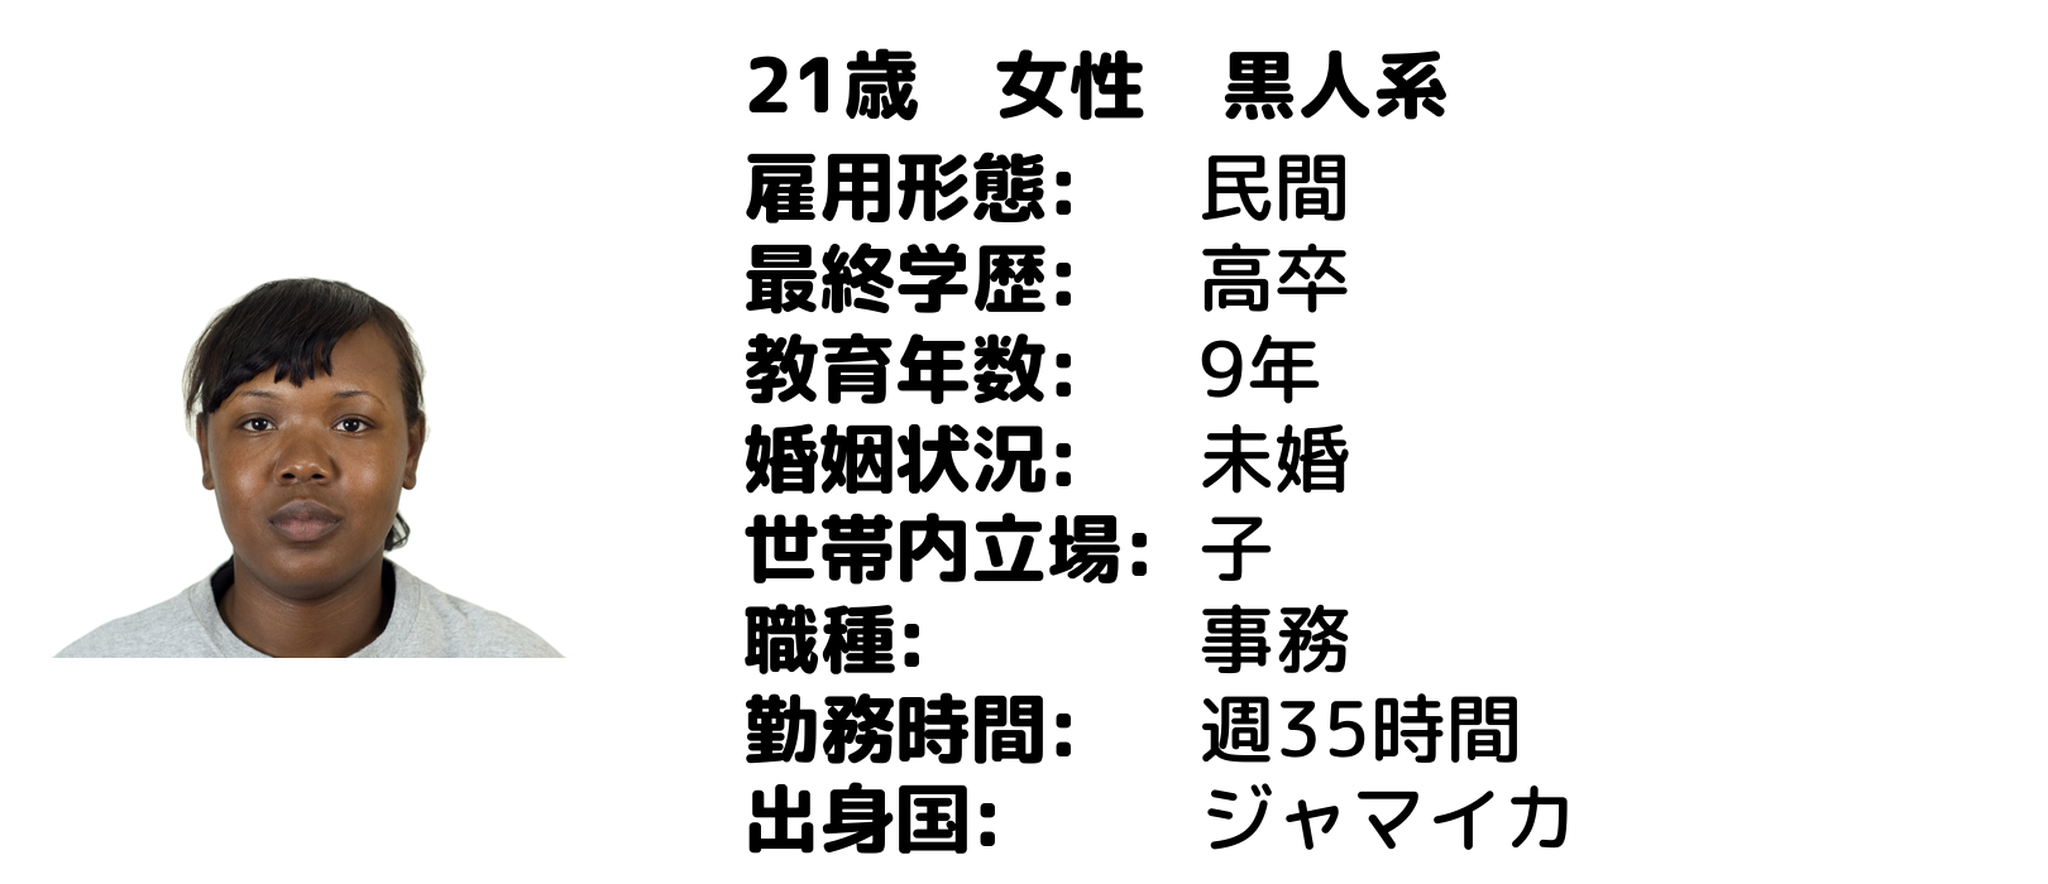 21歳　女性　黒人系
雇用形態:　民間
最終学歴:　高卒
教育年数:　9年
婚姻状況:　未婚
世帯内立場:　子
職種:　事務
勤務時間:　週35時間
出身国:　ジャマイカ